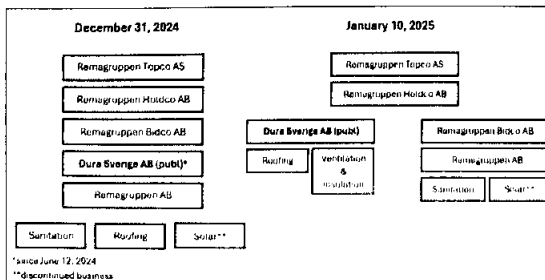 December 31, 2024
Remagruppen Topco AS
Remagruppen Holdco AB
Remagruppen Bidco AB
Dura Sverige AB (publ)*
Remagruppen AB
Sanitation
Roofing
Solar**
*since June 12, 2024
**discontinued business
January 10, 2025
Remagruppen Topco AS
Remagruppen Holdco AB
Dura Sverige AB (publ)
Roofing
Ventilation
&
Insulation
Remagruppen Bidco AB
Remagruppen AB
Sanitation
Solar**